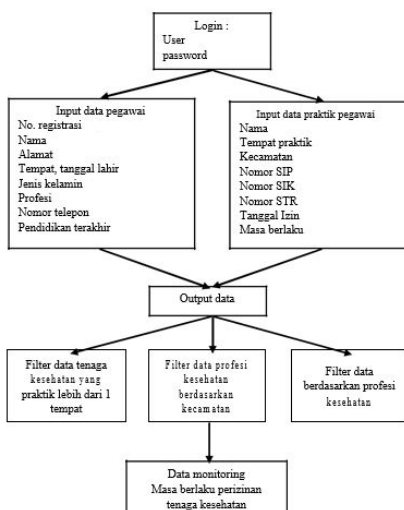 Login :
User
password
Input data pegawai
No. registrasi
Nama
Alamat
Tempat, tanggal lahir
Jenis kelamin
Profesi
Nomor telepon
Pendidikan terakhir
Input data praktik pegawai
Nama
Tempat praktik
Kecamatan
Nomor SIP
Nomor SIK
Nomor STR
Tanggal Izin
Masa berlaku
Output data
Filter data tenaga
kesehatan yang
praktik lebih dari 1
tempat
Filter data profesi
kesehatan
berdasarkan
kecamatan
Filter data
berdasarkan profesi
kesehatan
Data monitoring
Masa berlaku perizinan
tenaga kesehatan